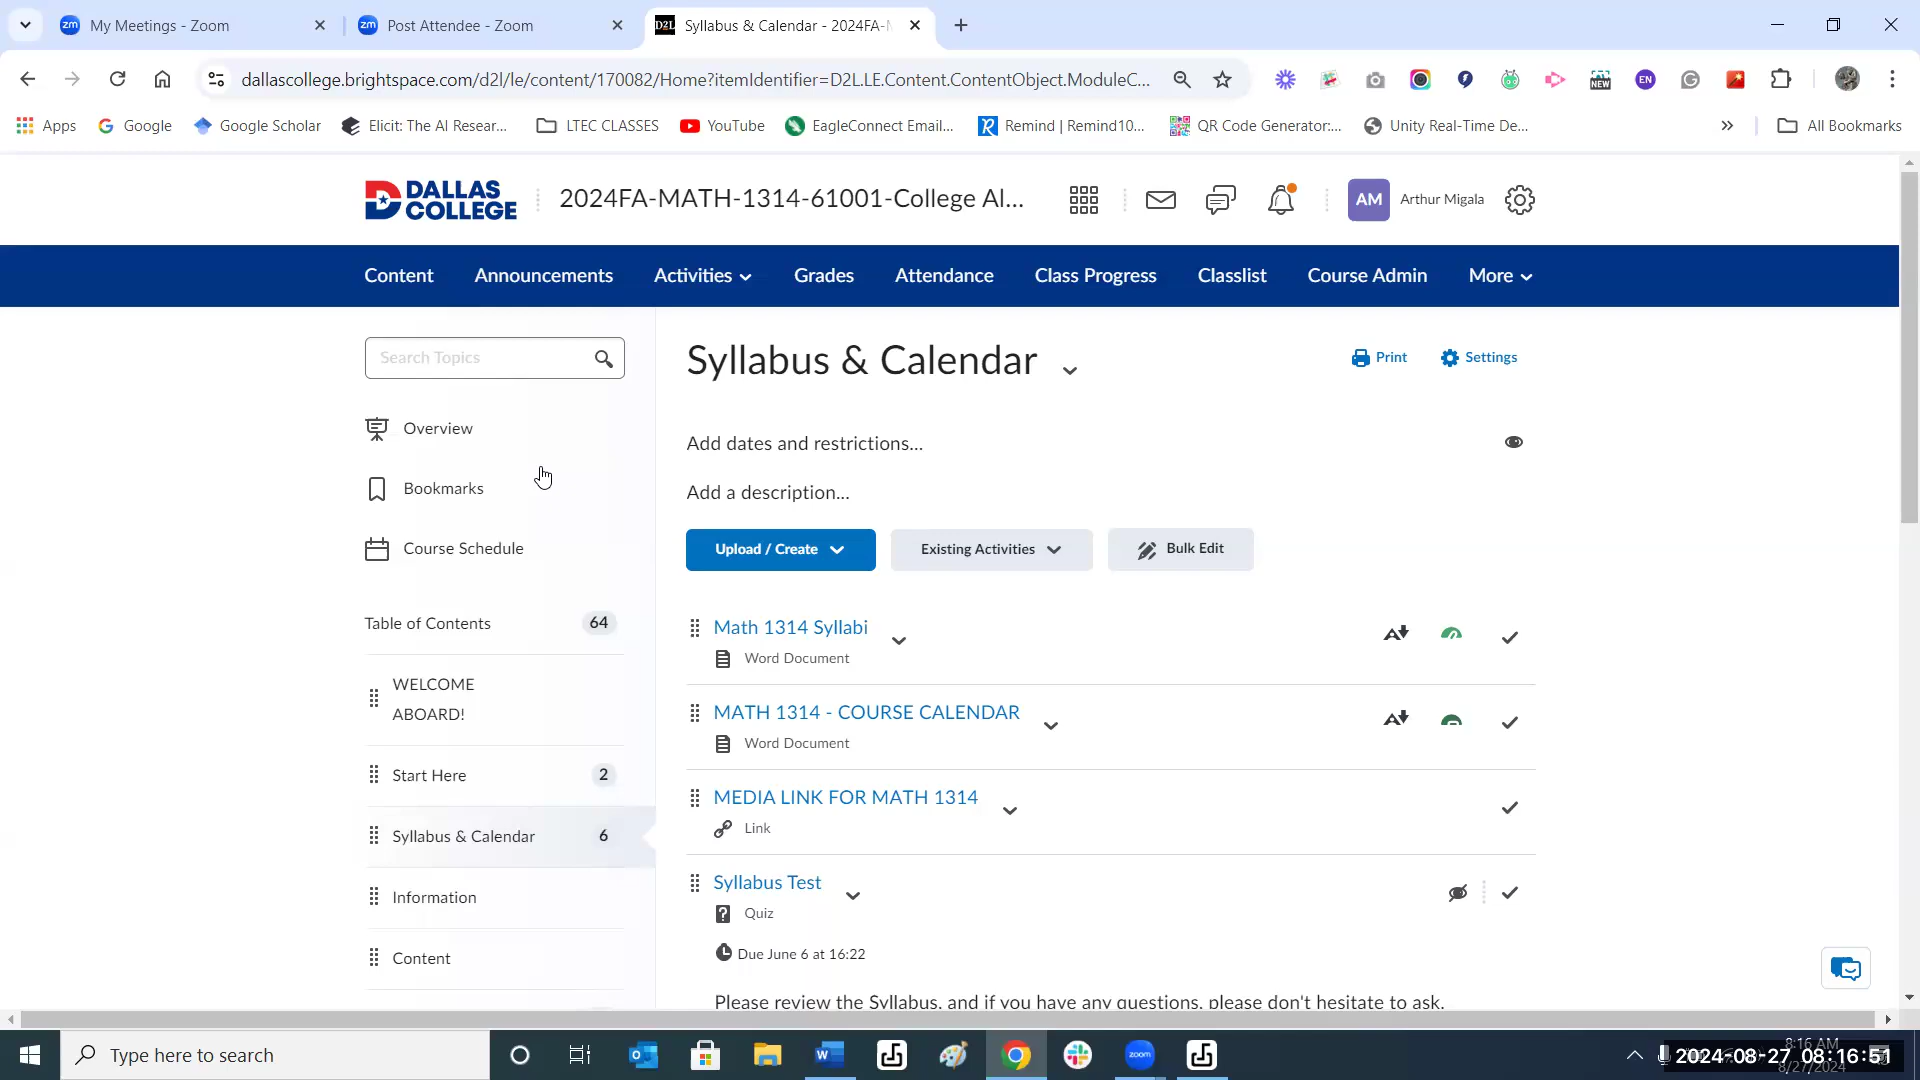 My Meetings - Zoom
Post Attendee - Zoom
D2L Syllabus & Calendar - 2024FA-
dallascollege.brightspace.com/d2l/le/content/170082/Home?itemIdentifier=D2L.LE.Content.ContentObject.ModuleC...
Apps
Google
Google Scholar
Elicit: The AI Resear...
LTEC CLASSES
YouTube
EagleConnect Email...
Remind | Remind10...
QR Code Generator:...
Unity Real-Time De...
All Bookmarks
DALLAS
COLLEGE
2024FA-MATH-1314-61001-College Al...
AM
Arthur Migala
Content
Announcements
Activities
Grades
Attendance
Class Progress
Classlist
Course Admin
More
Search Topics
Overview
Bookmarks
Course Schedule
Table of Contents 64
WELCOME
ABOARD!
Start Here 2
Syllabus & Calendar 6
Information
Content
Syllabus & Calendar
Print
Settings
Add dates and restrictions...
Add a description...
Upload / Create
Existing Activities
Bulk Edit
Math 1314 Syllabi
Word Document
MATH 1314 - COURSE CALENDAR
Word Document
MEDIA LINK FOR MATH 1314
Link
Syllabus Test
Quiz
Due June 6 at 16:22
Please review the Syllabus, and if you have any questions, please don't hesitate to ask.
Type here to search
8:16 AM
2024-08-27 08:16:51
8/27/2024